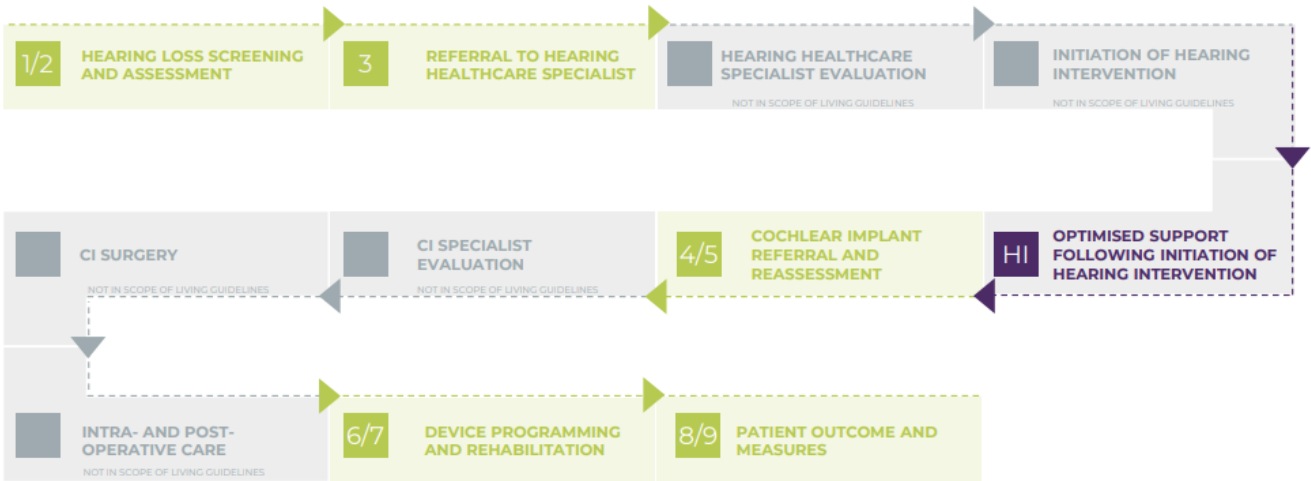 1/2
HEARING LOSS SCREENING
AND ASSESSMENT
3
REFERRAL TO HEARING
HEALTHCARE SPECIALIST
HEARING HEALTHCARE
SPECIALIST EVALUATION
NOT IN SCOPE OF LIVING GUIDELINES
INITIATION OF HEARING
INTERVENTION
NOT IN SCOPE OF LIVING GUIDELINES
CI SURGERY
NOT IN SCOPE OF LIVING GUIDELINES
CI SPECIALIST
EVALUATION
NOT IN SCOPE OF LIVING GUIDELINES
4/5
COCHLEAR IMPLANT
REFERRAL AND
REASSESSMENT
HI
OPTIMISED SUPPORT
FOLLOWING INITIATION OF
HEARING INTERVENTION
INTRA- AND POST-
OPERATIVE CARE
NOT IN SCOPE OF LIVING GUIDELINES
6/7
DEVICE PROGRAMMING
AND REHABILITATION
8/9
PATIENT OUTCOME AND
MEASURES